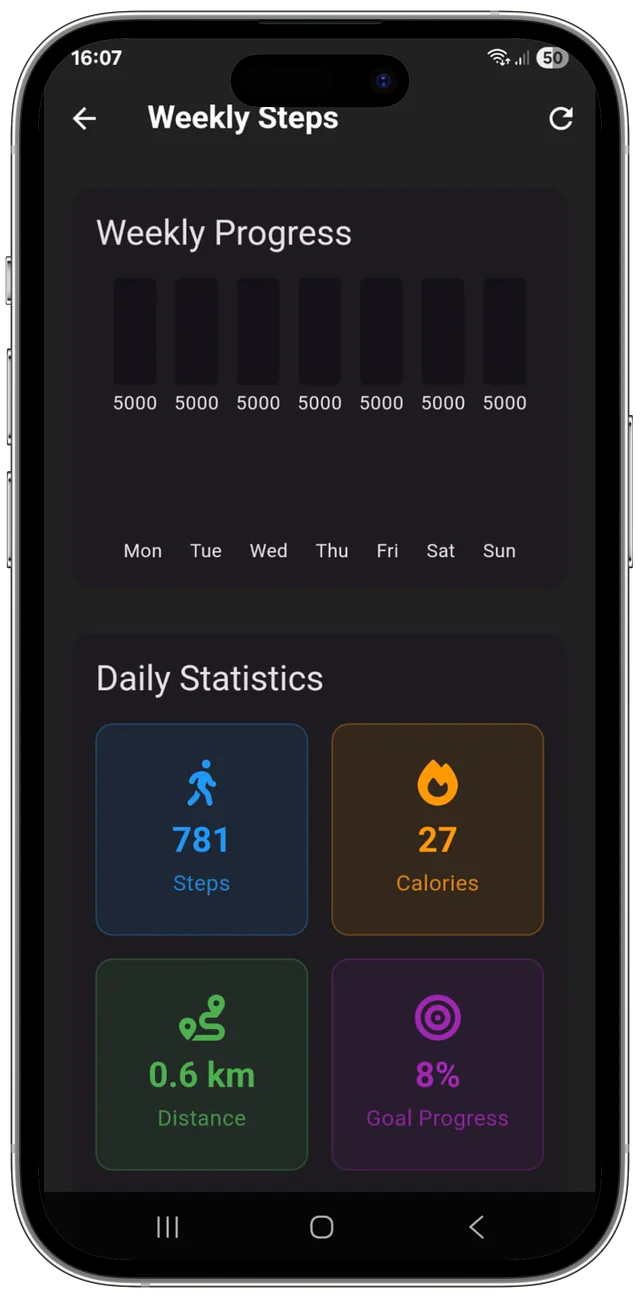 16:07 50
Weekly Steps
Weekly Progress
5000 5000 5000 5000 5000 5000 5000
Mon Tue Wed Thu Fri Sat Sun
Daily Statistics
781 27
Steps Calories
0.6 km 8%
Distance Goal Progress